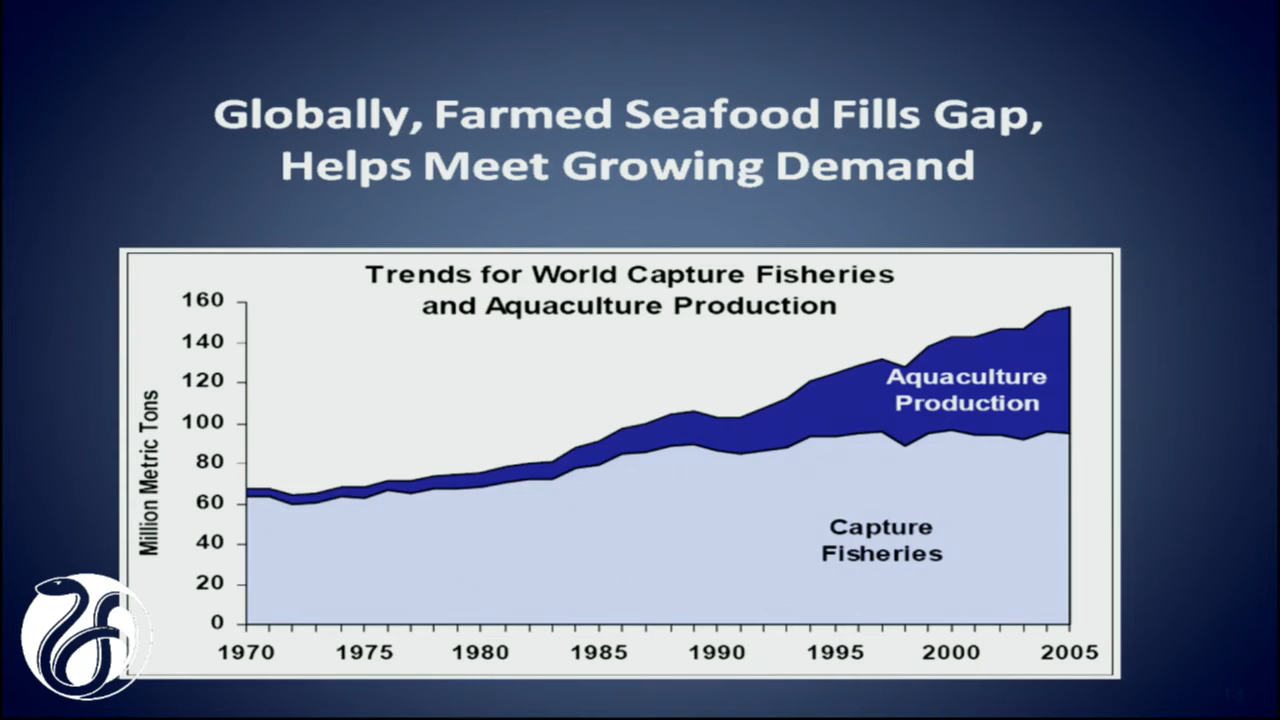 Globally, Farmed Seafood Fills Gap,
Helps Meet Growing Demand
Trends for World Capture Fisheries
and Aquaculture Production
Million Metric Tons
160
140
120
100
80
60
40
20
0
Aquaculture
Production
Capture
Fisheries
1970 1975 1980 1985 1990 1995 2000 2005